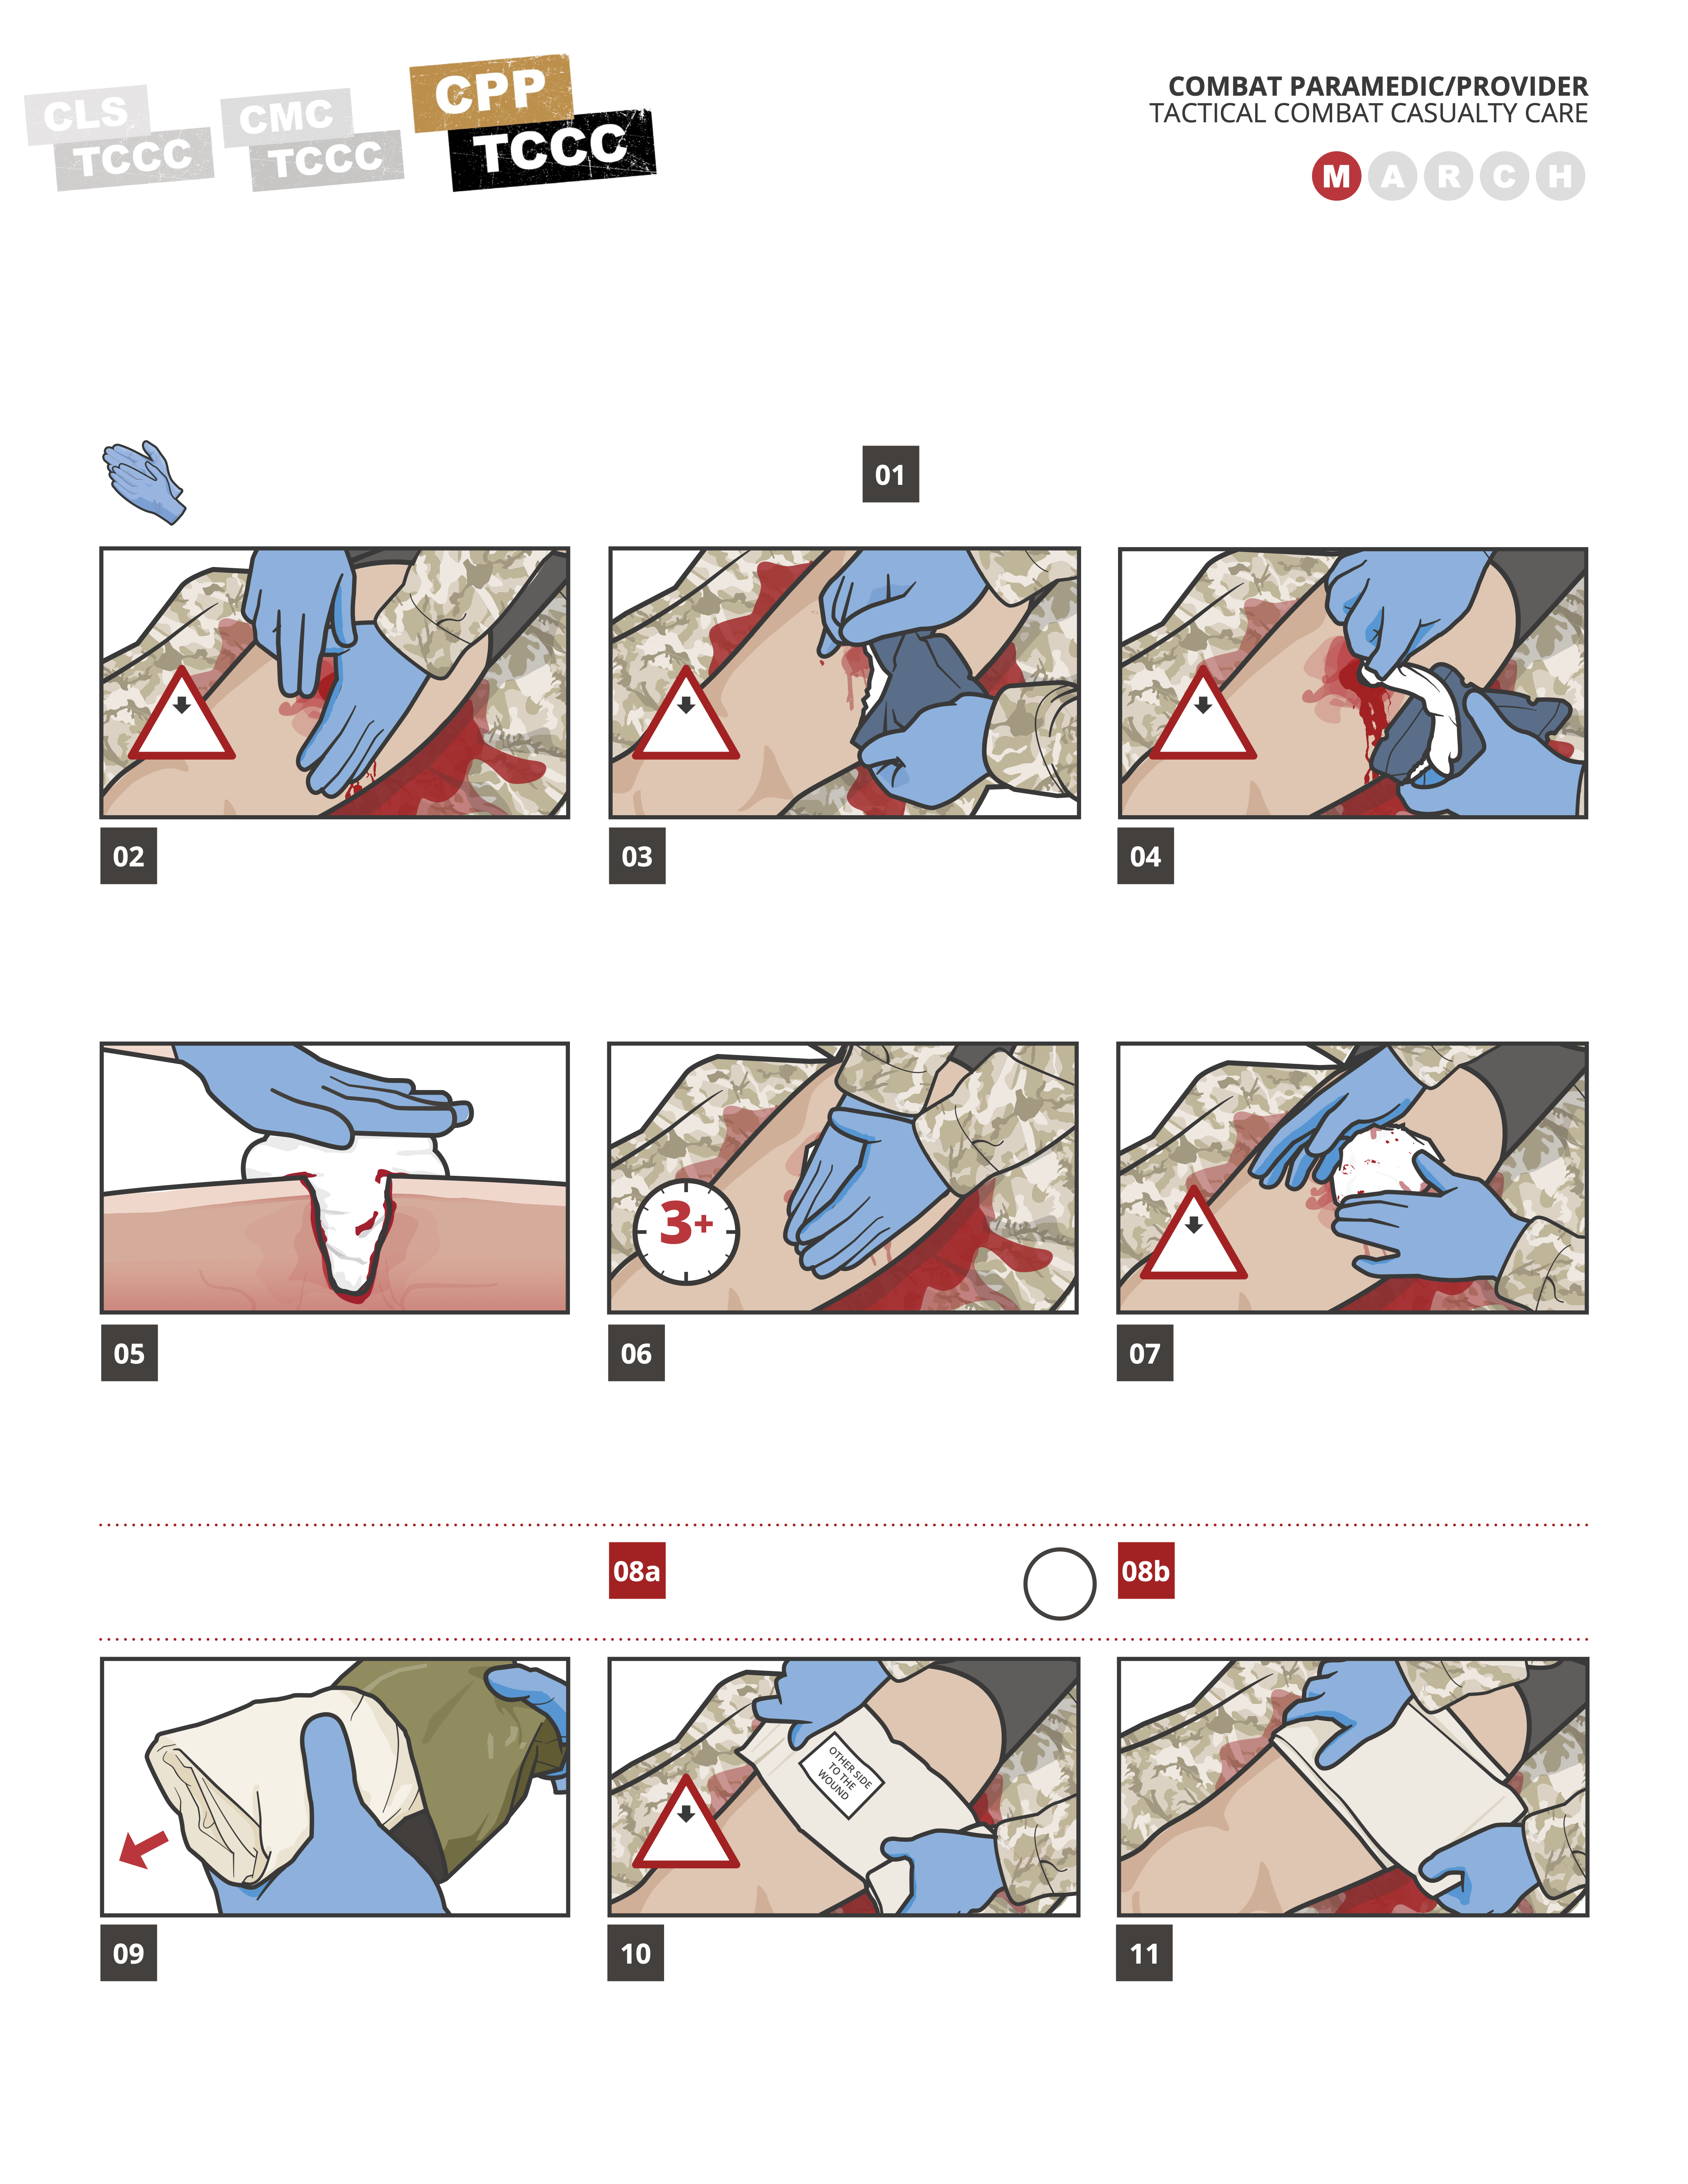 CLS
TCCC
CMC
TCCC
CPP
TCCC
COMBAT PARAMEDIC/PROVIDER
TACTICAL COMBAT CASUALTY CARE
M A R C H
01
02
03
04
3+
05
06
07
08a
08b
OTHER SIDE
TO THE
WOUND
09
10
11